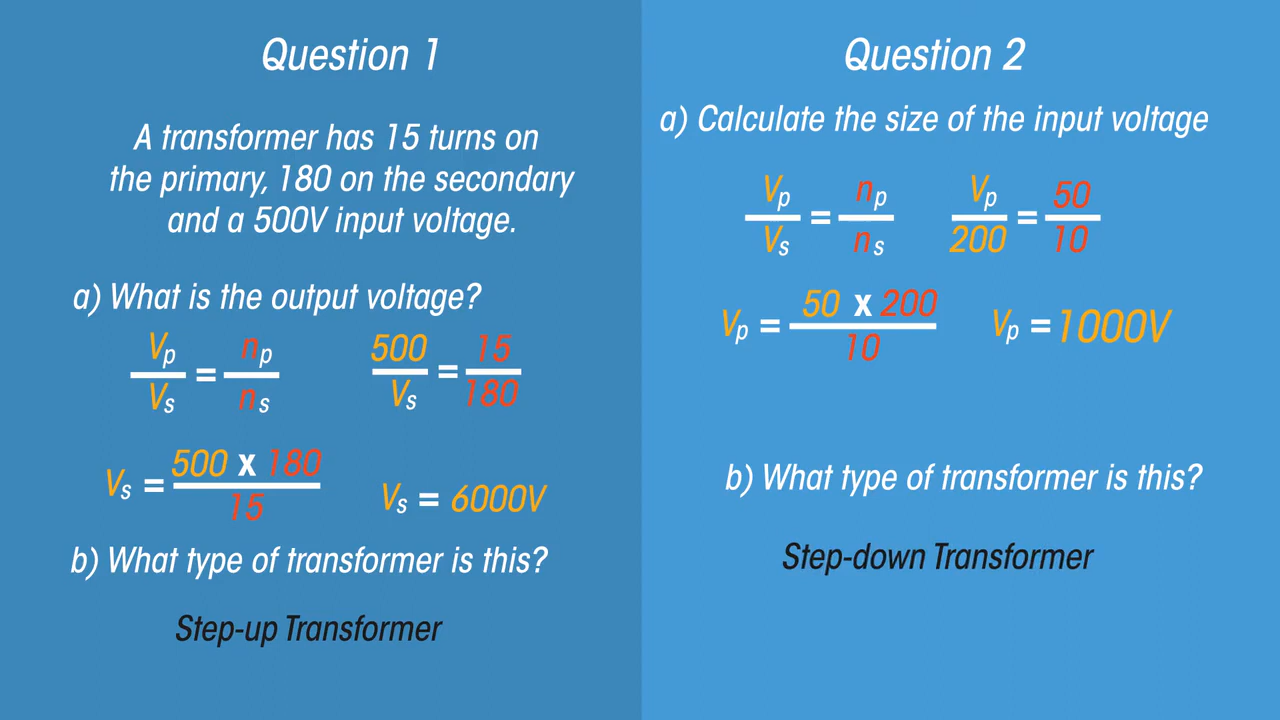 Question 1
A transformer has 15 turns on
the primary, 180 on the secondary
and a 500V input voltage.
a) What is the output voltage?
Vp/Vs = np/ns    500/Vs = 15/180
Vs = 500 x 180/15    Vs = 6000V
b) What type of transformer is this?
Step-up Transformer
Question 2
a) Calculate the size of the input voltage
Vp/Vs = np/ns    Vp/200 = 50/10
Vp = 50 x 200/10    Vp = 1000V
b) What type of transformer is this?
Step-down Transformer